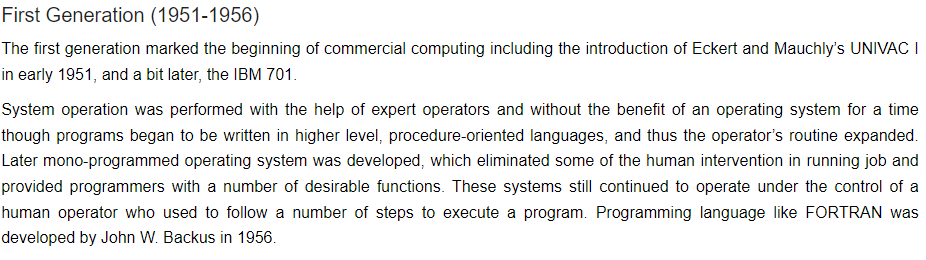 First Generation (1951-1956)
The first generation marked the beginning of commercial computing including the introduction of Eckert and Mauchly’s UNIVAC I
in early 1951, and a bit later, the IBM 701.
System operation was performed with the help of expert operators and without the benefit of an operating system for a time
though programs began to be written in higher level, procedure-oriented languages, and thus the operator’s routine expanded.
Later mono-programmed operating system was developed, which eliminated some of the human intervention in running job and
provided programmers with a number of desirable functions. These systems still continued to operate under the control of a
human operator who used to follow a number of steps to execute a program. Programming language like FORTRAN was
developed by John W. Backus in 1956.